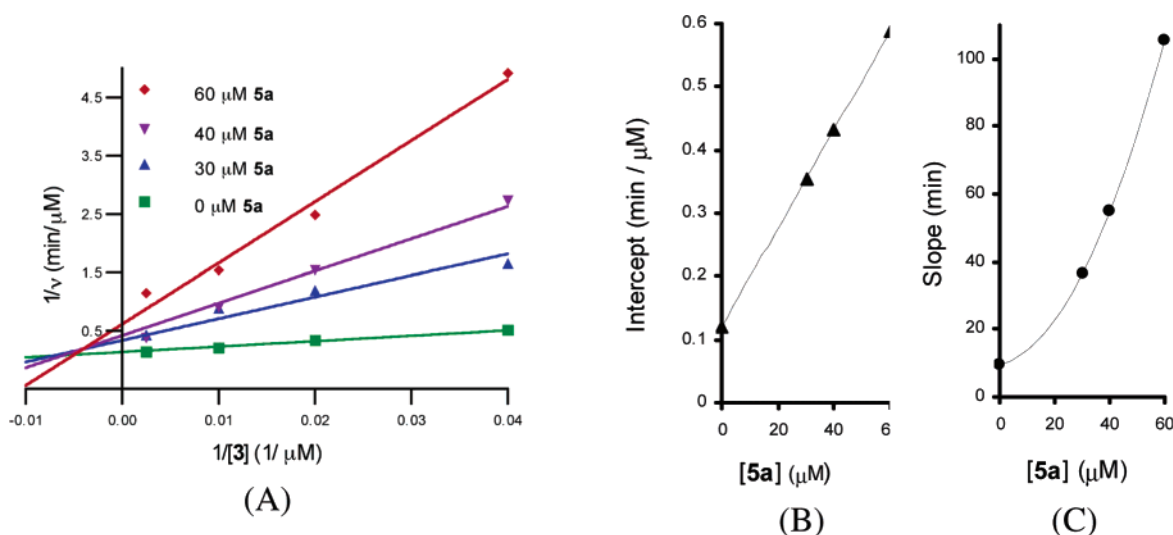 4.5
3.5
2.5
1.5
0.5
1/ν (min/μM)
60 μM 5a
40 μM 5a
30 μM 5a
0 μM 5a
-0.01 0.00 0.01 0.02 0.03 0.04
1/[3] (1/ μM)
(A)
0.6
0.5
0.4
0.3
0.2
0.1
0
Intercept (min / μM)
0 20 40 6
[5a] (μM)
(B)
100
80
60
40
20
0
Slope (min)
0 20 40 60
[5a] (μM)
(C)